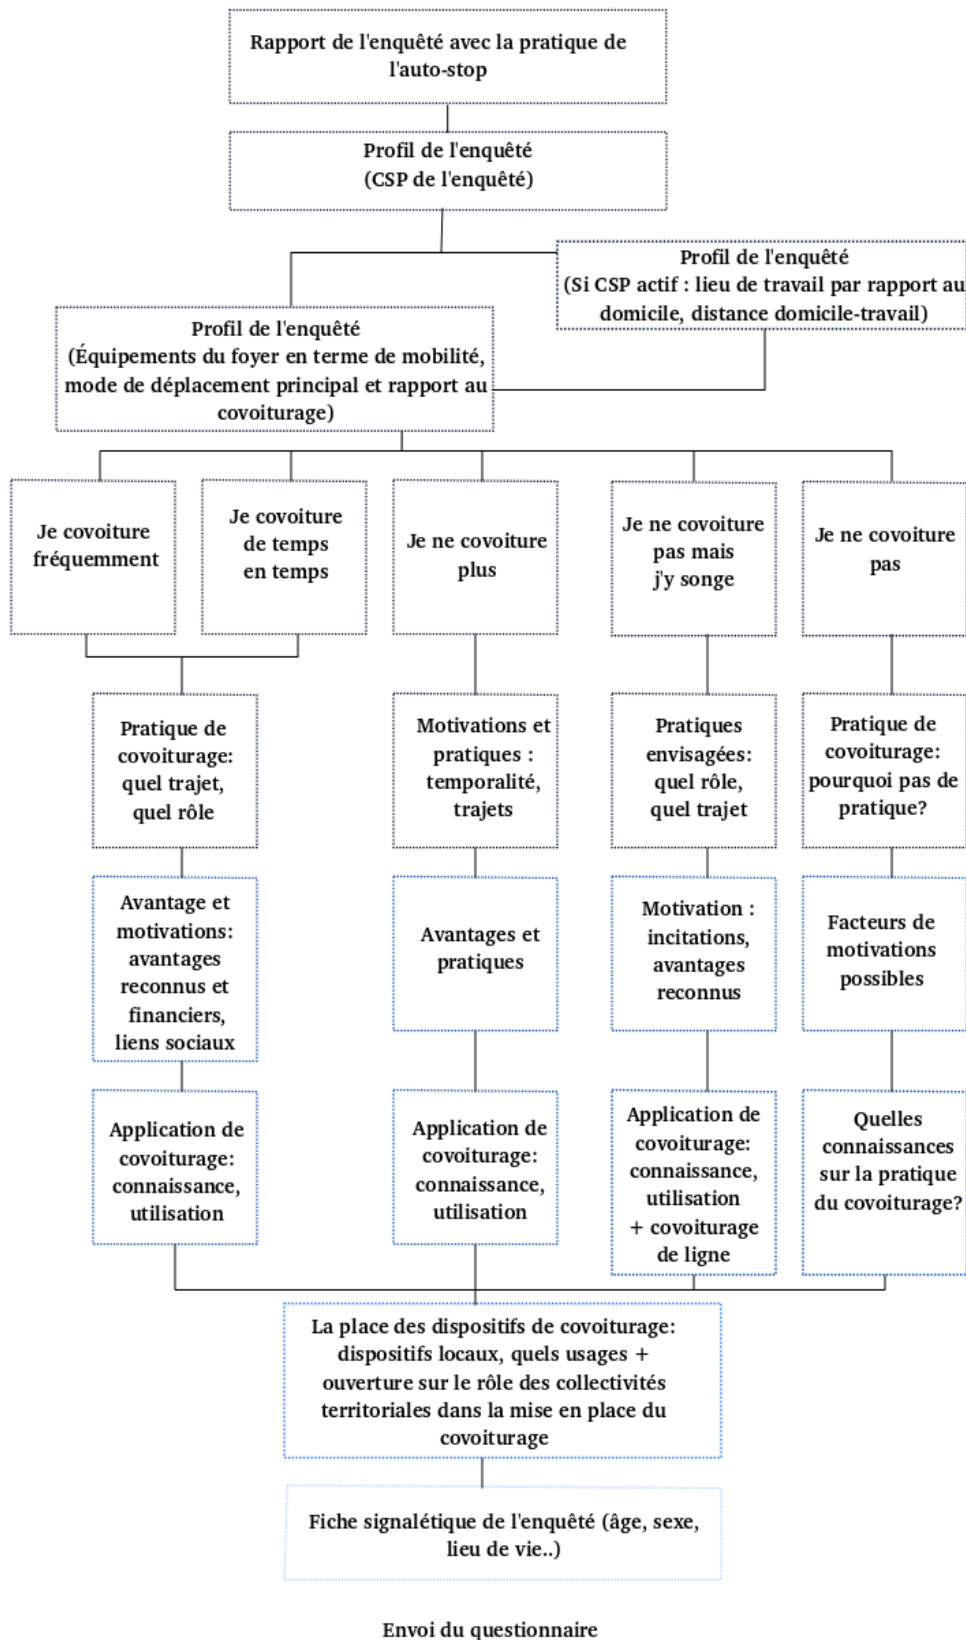 Rapport de l'enquêté avec la pratique de
l'auto-stop
Profil de l'enquêté
(CSP de l'enquêté)
Profil de l'enquêté
(Si CSP actif : lieu de travail par rapport au
domicile, distance domicile-travail)
Profil de l'enquêté
(Équipements du foyer en terme de mobilité,
mode de déplacement principal et rapport au
covoiturage)
Je covoiture
fréquemment
Je covoiture
de temps
en temps
Je ne covoiture
plus
Je ne covoiture
pas mais
j'y songe
Je ne covoiture
pas
Pratique de
covoiturage:
quel trajet,
quel rôle
Motivations et
pratiques :
temporalité,
trajets
Pratiques
envisagées:
quel rôle,
quel trajet
Pratique de
covoiturage:
pourquoi pas de
pratique?
Avantage et
motivations:
avantages
reconnus et
financiers,
liens sociaux
Avantages et
pratiques
Motivation :
incitations,
avantages
reconnus
Facteurs de
motivations
possibles
Application de
covoiturage:
connaissance,
utilisation
Application de
covoiturage:
connaissance,
utilisation
Application de
covoiturage:
connaissance,
utilisation
+ covoiturage
de ligne
Quelles
connaissances
sur la pratique
du covoiturage?
La place des dispositifs de covoiturage:
dispositifs locaux, quels usages +
ouverture sur le rôle des collectivités
territoriales dans la mise en place du
covoiturage
Fiche signalétique de l'enquêté (âge, sexe,
lieu de vie..)
Envoi du questionnaire